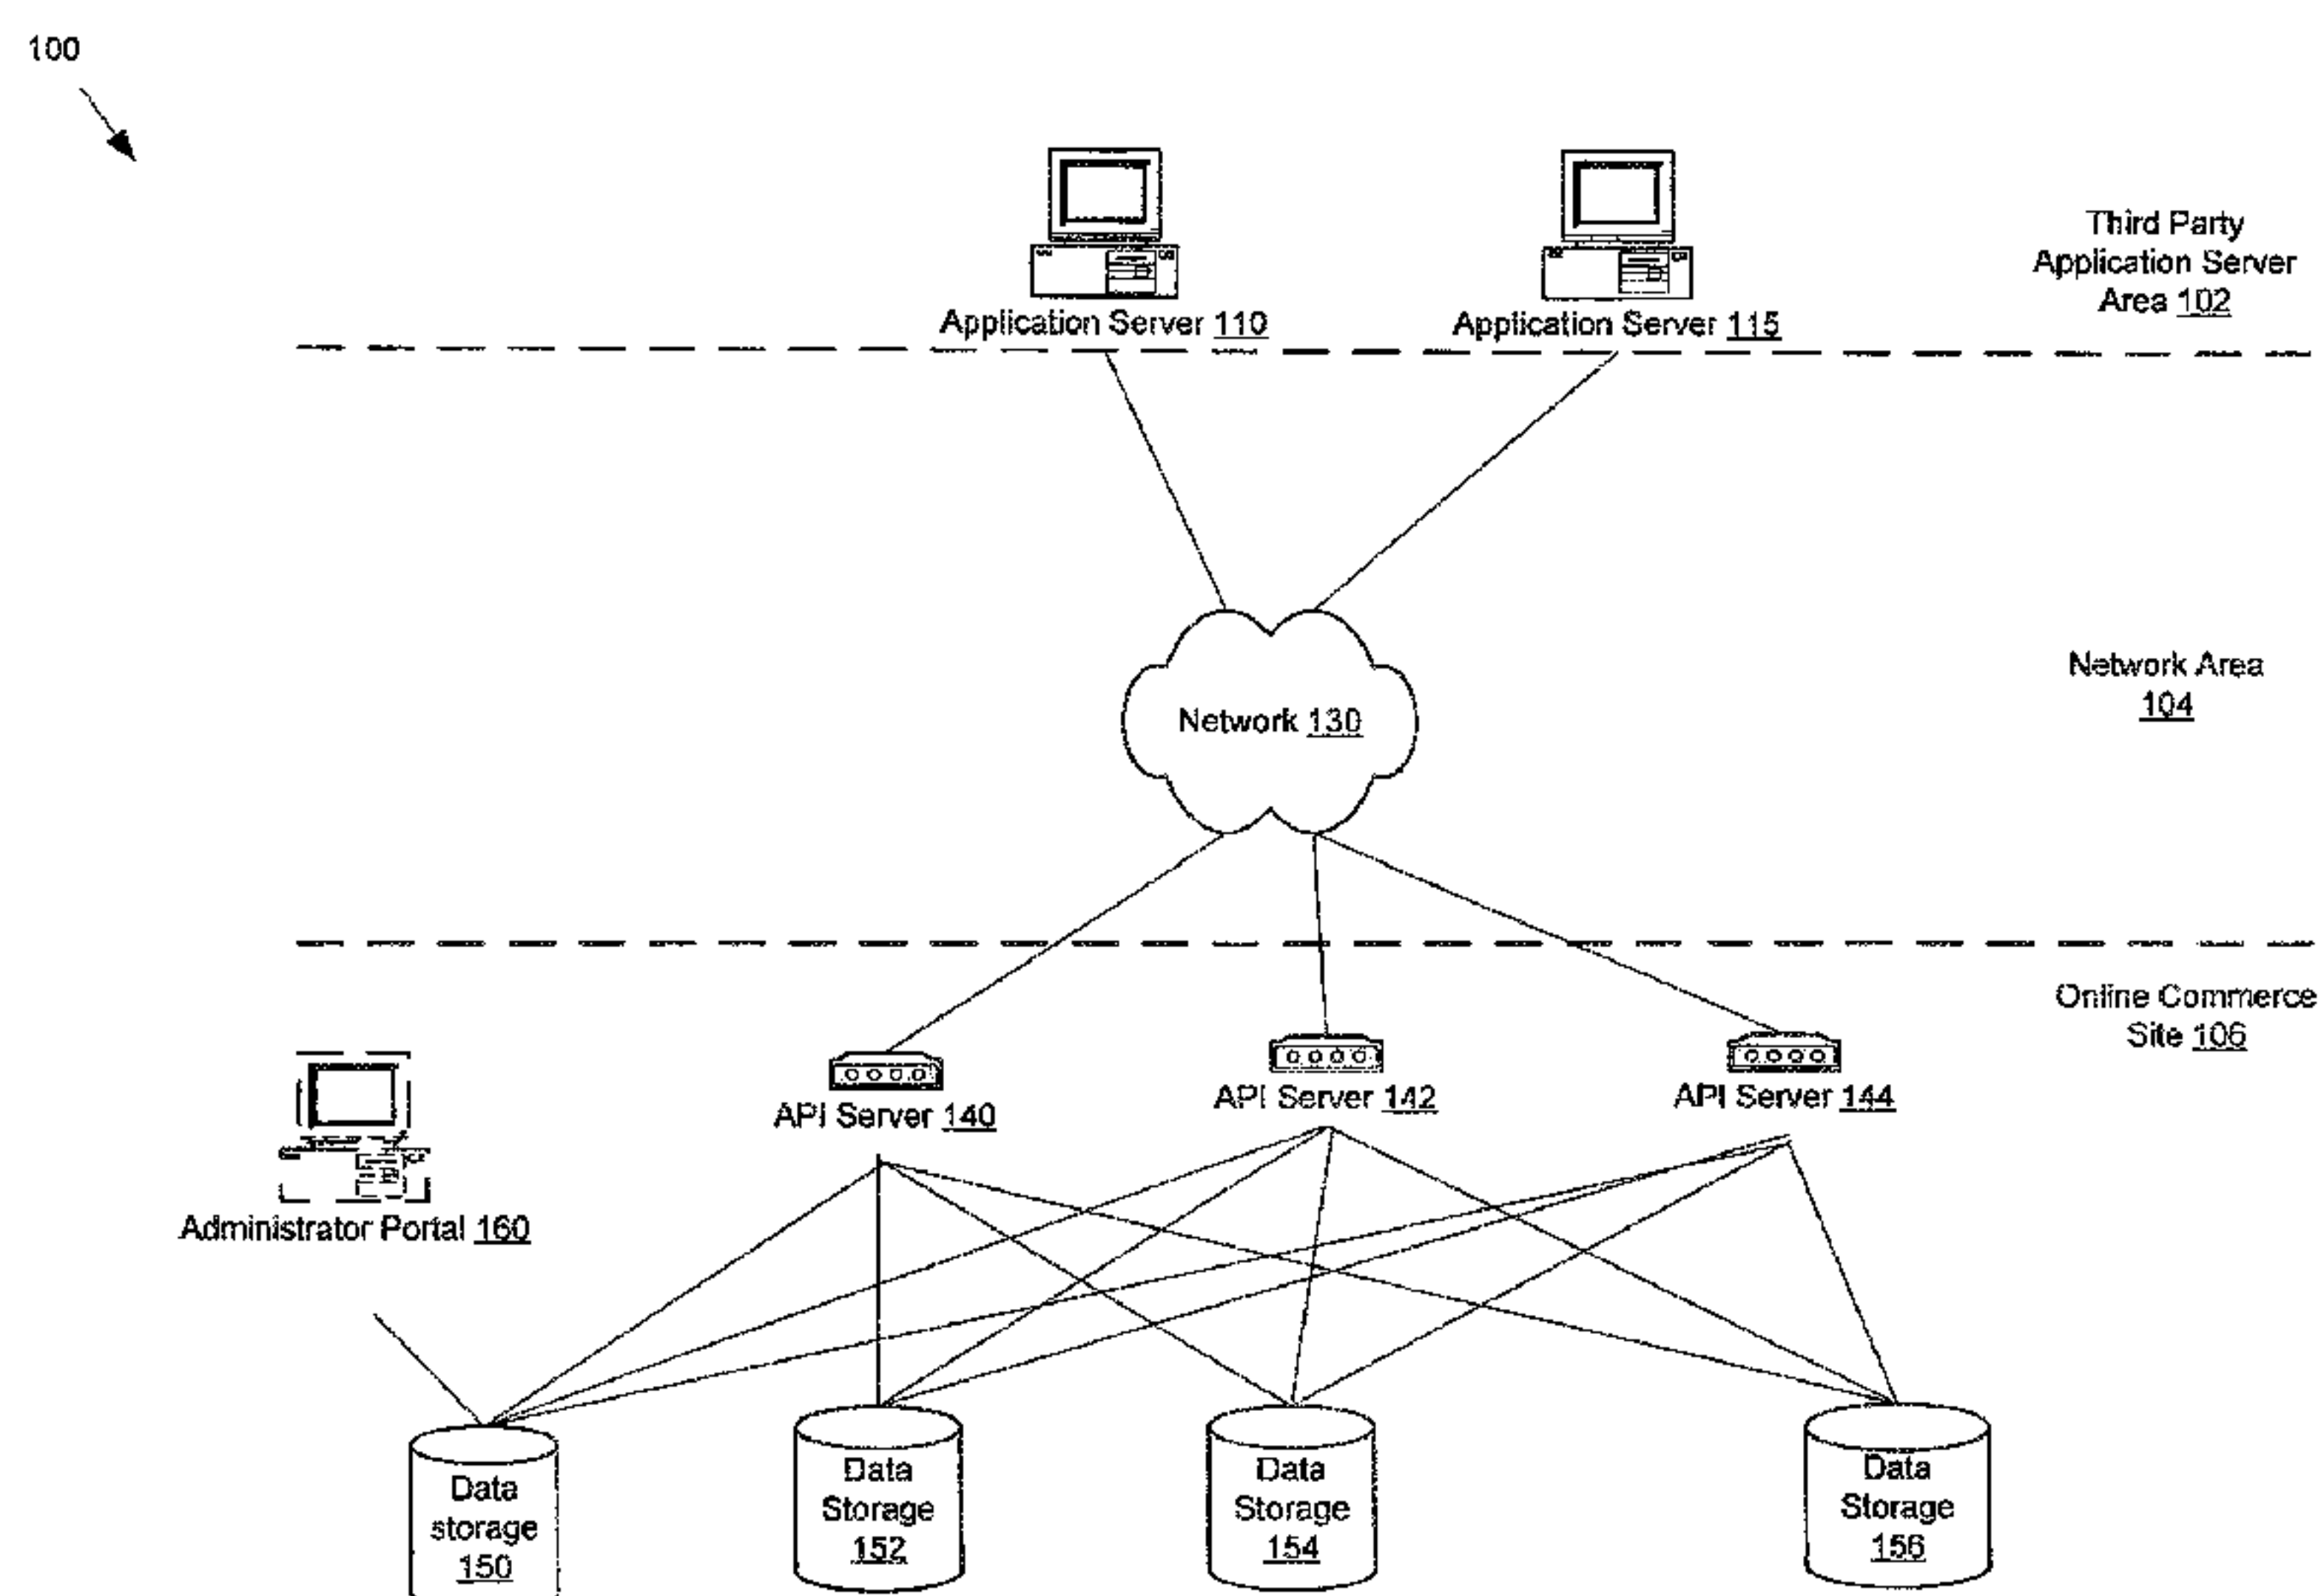 100
Third Party
Application Server
Area 102
Application Server 110
Application Server 115
Network Area
104
Network 130
Online Commerce
Site 106
API Server 140
API Server 142
API Server 144
Administrator Portal 160
Data
storage
150
Data
Storage
152
Data
Storage
154
Data
Storage
156